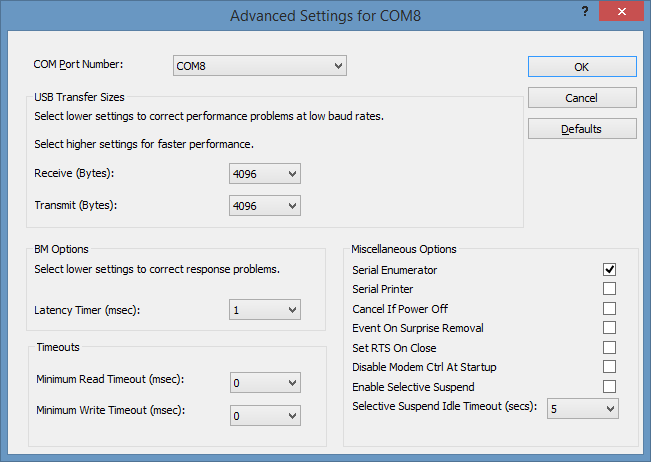 Advanced Settings for COM8
?
COM Port Number: COM8
OK
Cancel
Defaults
USB Transfer Sizes
Select lower settings to correct performance problems at low baud rates.
Select higher settings for faster performance.
Receive (Bytes): 4096
Transmit (Bytes): 4096
BM Options
Select lower settings to correct response problems.
Latency Timer (msec): 1
Timeouts
Minimum Read Timeout (msec): 0
Minimum Write Timeout (msec): 0
Miscellaneous Options
Serial Enumerator
Serial Printer
Cancel If Power Off
Event On Surprise Removal
Set RTS On Close
Disable Modem Ctrl At Startup
Enable Selective Suspend
Selective Suspend Idle Timeout (secs): 5